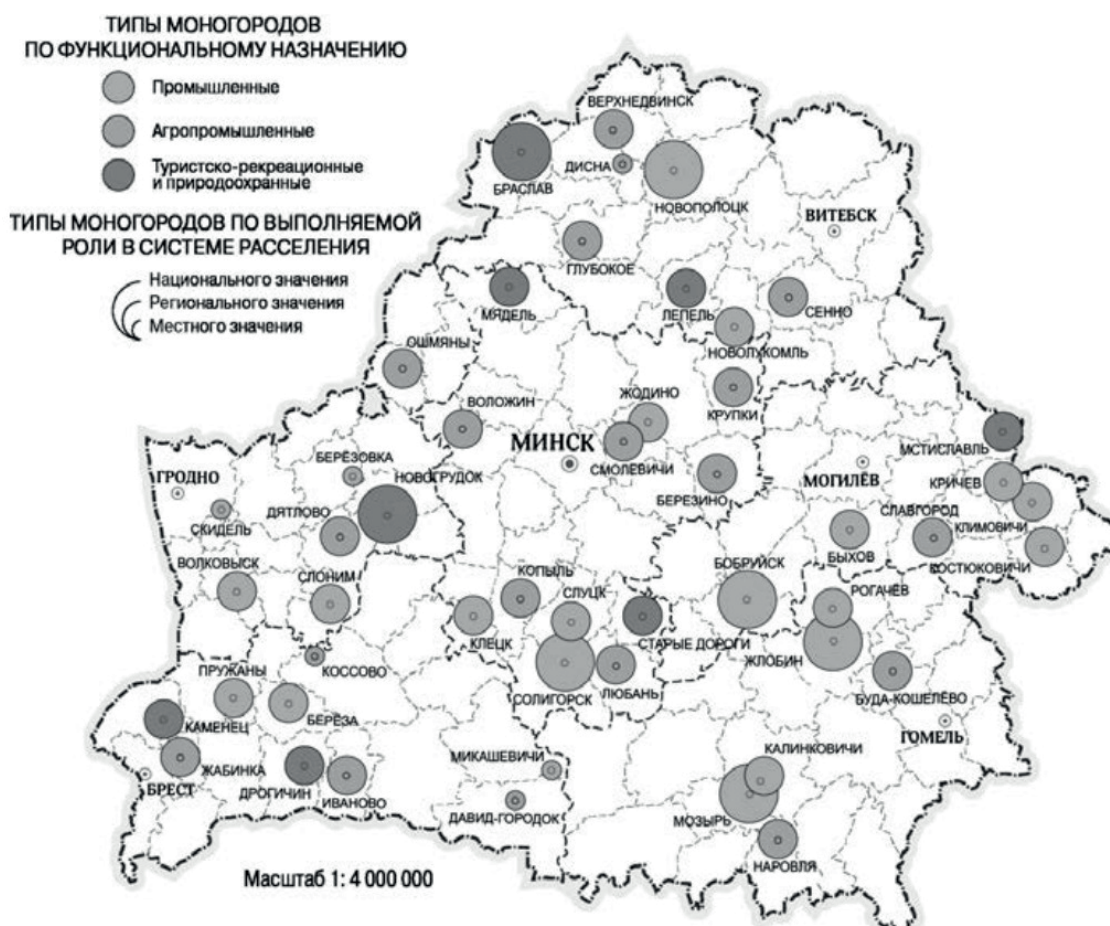 ТИПЫ МОНОГОРОДОВ
ПО ФУНКЦИОНАЛЬНОМУ НАЗНАЧЕНИЮ
Промышленные
Агропромышленные
Туристско-рекреационные
и природоохранные
ТИПЫ МОНОГОРОДОВ ПО ВЫПОЛНЯЕМОЙ
РОЛИ В СИСТЕМЕ РАССЕЛЕНИЯ
Национального значения
Регионального значения
Местного значения
ВЕРХНЕДВИНСК
ДИСНА
БРАСЛАВ
НОВОПОЛОЦК
ВИТЕБСК
ГЛУБОКОЕ
МЯДЕЛЬ
ЛЕПЕЛЬ
СЕННО
НОВОЛУКОМЛЬ
ОШМЯНЫ
ЖОДИНО
КРУПКИ
ВОЛОЖИН
МИНСК
СМОЛЕВИЧИ
МСТИСЛАВЛЬ
БЕРЁЗОВКА
ГРОДНО
НОВОГРУДОК
БЕРЕЗИНО
МОГИЛЁВ
КРИЧЕВ
СКИДЕЛЬ
ДЯТЛОВО
СЛАВГОРОД
КЛИМОВИЧИ
БЫХОВ
ВОЛКОВЫСК
СЛОНИМ
КОПЫЛЬ
БОБРУЙСК
КОСТЮКОВИЧИ
СЛУЦК
РОГАЧЁВ
КЛЕЦК
СТАРЫЕ ДОРОГИ
ЖЛОБИН
ПРУЖАНЫ
КОССОВО
СОЛИГОРСК
ЛЮБАНЬ
БУДА-КОШЕЛЁВО
КАМЕНЕЦ
БЕРЁЗА
ГОМЕЛЬ
МИКАШЕВИЧИ
КАЛИНКОВИЧИ
ЖАБИНКА
БРЕСТ
ДРОГИЧИН
ИВАНОВО
ДАВИД-ГОРОДОК
МОЗЫРЬ
НАРОВЛЯ
Масштаб 1: 4 000 000